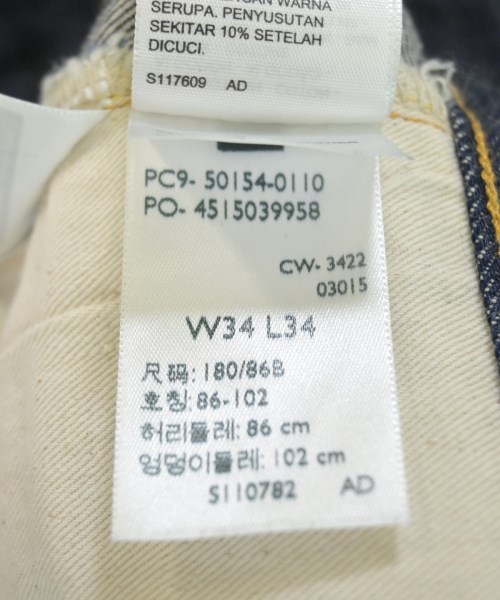 WARNA
SERUPA. PENYUSUTAN
SEKITAR 10% SETELAH
DICUCI.
S117609 AD
PC9- 50154-0110
PO- 4515039958
CW- 3422
03015
W34 L34
尺码: 180/86B
호칭: 86-102
허리둘레: 86 cm
엉덩이둘레: 102 cm
S110782 AD